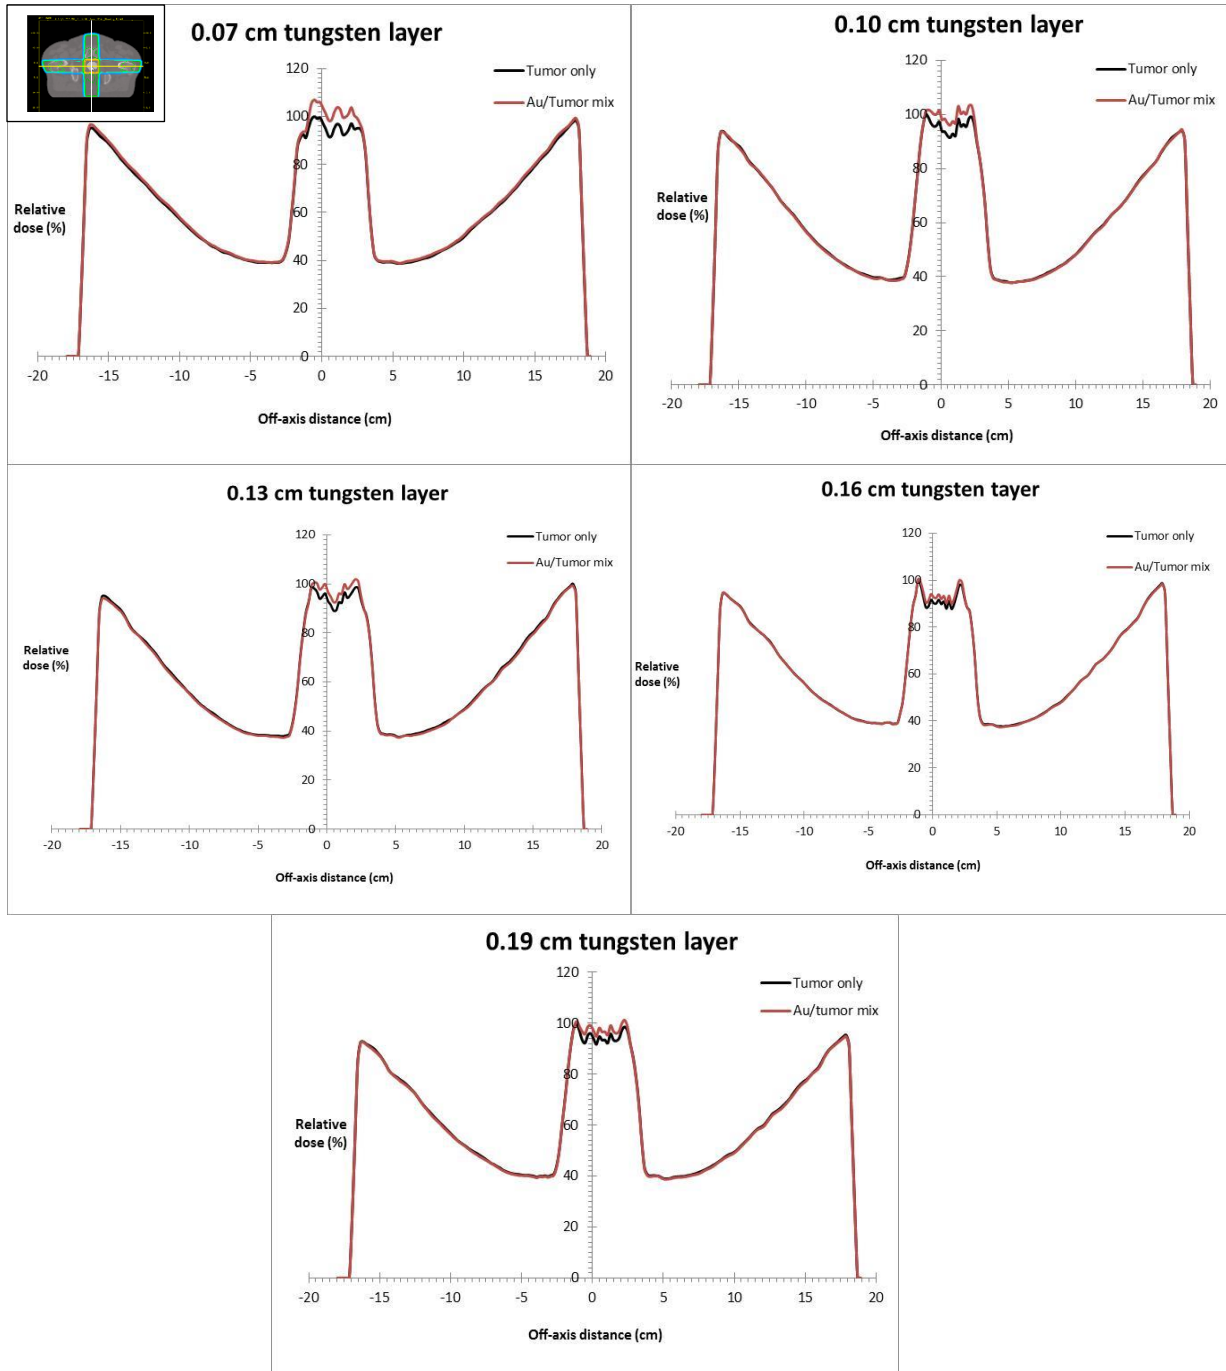 0.07 cm tungsten layer
120
Tumor only
Au/Tumor mix
100
80
Relative
dose (%)
60
40
20
0
-20 -15 -10 -5 0 5 10 15 20
Off-axis distance (cm)
0.10 cm tungsten layer
120
Tumor only
Au/Tumor mix
100
80
60
40
20
0
-20 -15 -10 -5 0 5 10 15 20
Off-axis distance (cm)
0.13 cm tungsten layer
120
Tumor only
Au/Tumor mix
100
80
Relative
dose (%)
60
40
20
0
-20 -15 -10 -5 0 5 10 15 20
Off-axis distance (cm)
0.16 cm tungsten tayer
120
Tumor only
Au/Tumor mix
100
80
Relative
dose (%)
60
40
20
0
-20 -15 -10 -5 0 5 10 15 20
Off-axis distance (cm)
0.19 cm tungsten layer
120
Tumor only
Au/tumor mix
100
80
Relative
dose (%)
60
40
20
0
-20 -15 -10 -5 0 5 10 15 20
Off-axis distance (cm)